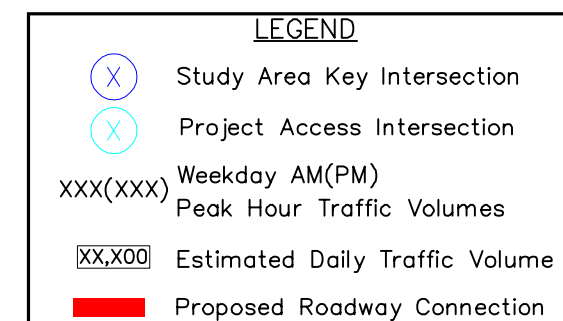 LEGEND
X Study Area Key Intersection
X Project Access Intersection
XXX(XXX) Weekday AM(PM)
Peak Hour Traffic Volumes
XX,X00 Estimated Daily Traffic Volume
Proposed Roadway Connection